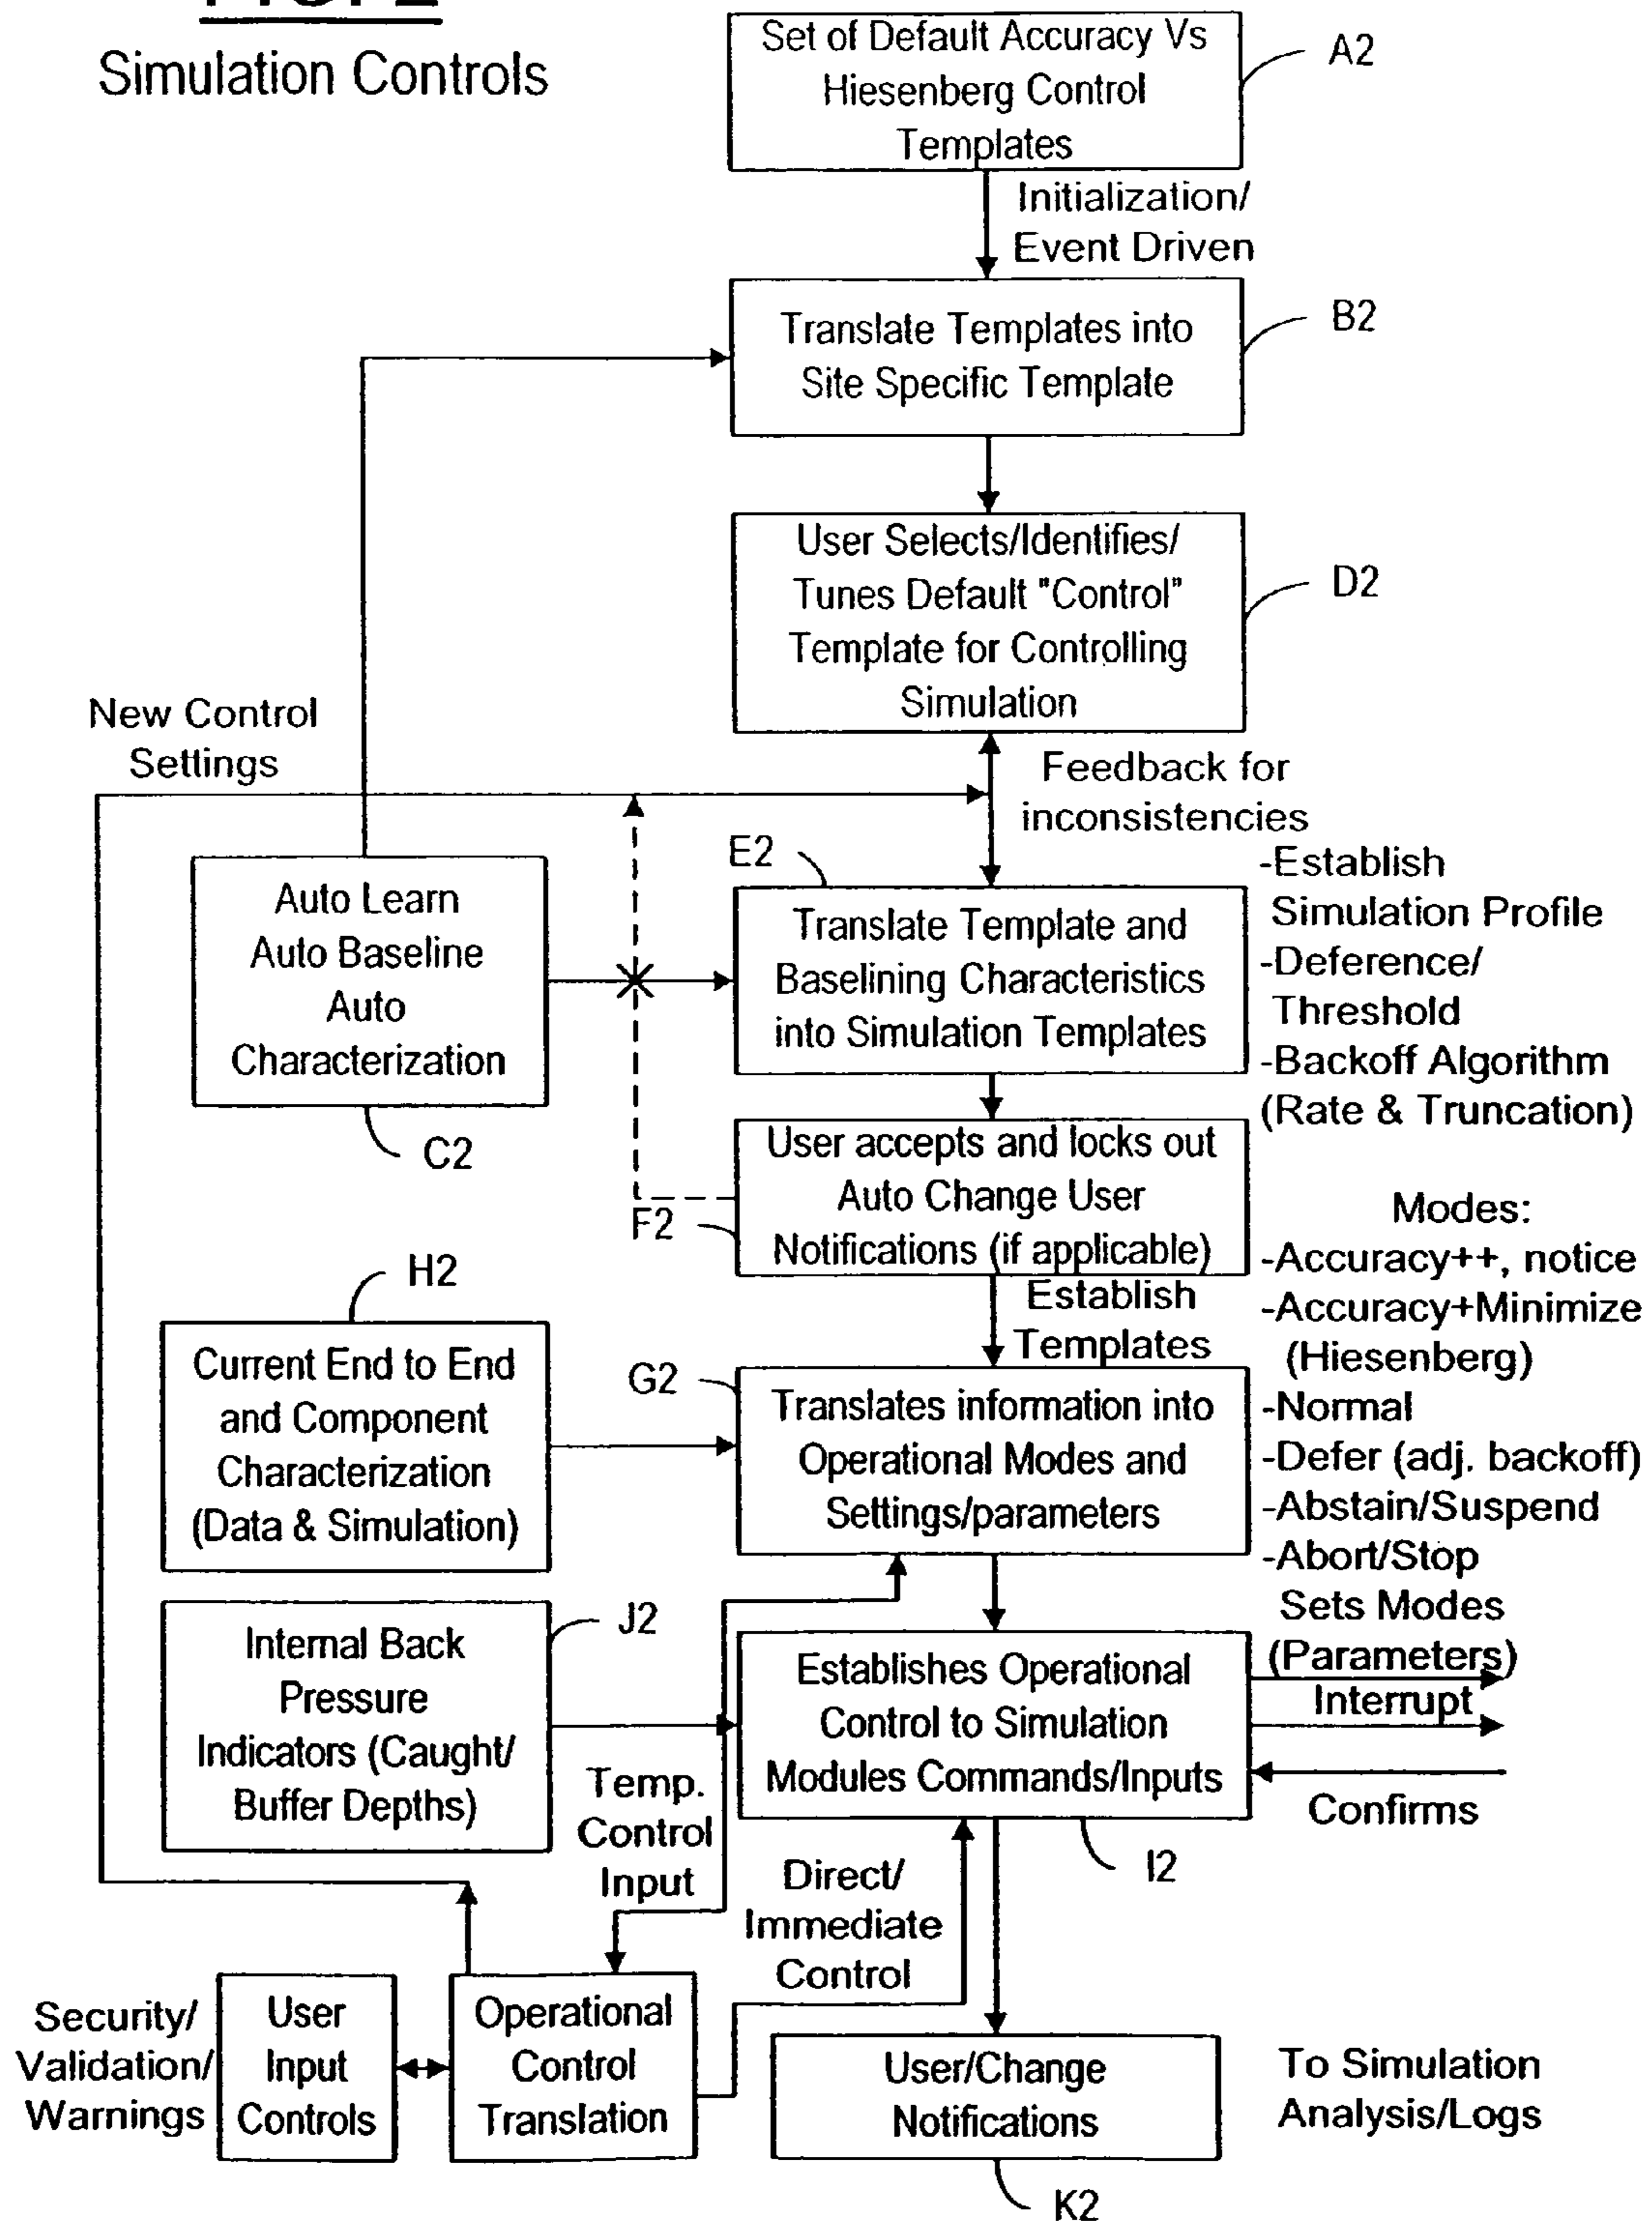 Simulation Controls
Set of Default Accuracy Vs
Hiesenberg Control
Templates
A2
Initialization/
Event Driven
Translate Templates into
Site Specific Template
B2
User Selects/Identifies/
Tunes Default "Control"
Template for Controlling
Simulation
D2
New Control
Settings
Feedback for
inconsistencies
E2
Auto Learn
Auto Baseline
Auto
Characterization
C2
Translate Template and
Baselining Characteristics
into Simulation Templates
-Establish
Simulation Profile
-Deference/
Threshold
-Backoff Algorithm
(Rate & Truncation)
User accepts and locks out
Auto Change User
Notifications (if applicable)
F2
Establish
Templates
Modes:
-Accuracy++, notice
-Accuracy+Minimize
(Hiesenberg)
-Normal
-Defer (adj. backoff)
-Abstain/Suspend
-Abort/Stop
H2
Current End to End
and Component
Characterization
(Data & Simulation)
G2
Translates information into
Operational Modes and
Settings/parameters
Sets Modes
(Parameters)
Interrupt
Confirms
J2
Internal Back
Pressure
Indicators (Caught/
Buffer Depths)
Establishes Operational
Control to Simulation
Modules Commands/Inputs
I2
Temp.
Control
Input
Direct/
Immediate
Control
Security/
Validation/
Warnings
User
Input
Controls
Operational
Control
Translation
User/Change
Notifications
K2
To Simulation
Analysis/Logs